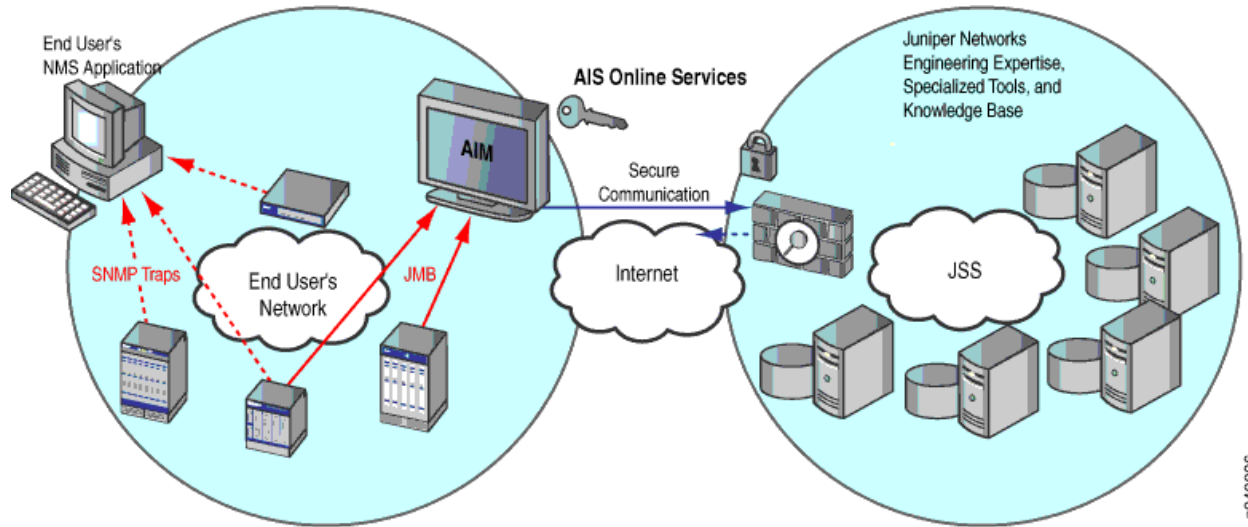 End User's
NMS Application
AIS Online Services
Juniper Networks
Engineering Expertise,
Specialized Tools, and
Knowledge Base
AIM
Secure
Communication
SNMP Traps
End User's
Network
JMB
Internet
JSS